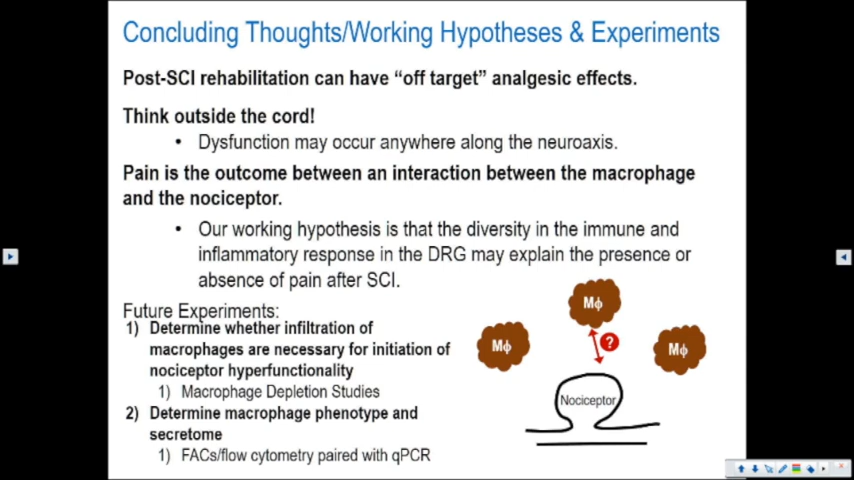 Concluding Thoughts/Working Hypotheses & Experiments
Post-SCI rehabilitation can have “off target” analgesic effects.
Think outside the cord!
• Dysfunction may occur anywhere along the neuroaxis.
Pain is the outcome between an interaction between the macrophage
and the nociceptor.
• Our working hypothesis is that the diversity in the immune and
inflammatory response in the DRG may explain the presence or
absence of pain after SCI.
Future Experiments:
1) Determine whether infiltration of
macrophages are necessary for initiation of
nociceptor hyperfunctionality
1) Macrophage Depletion Studies
2) Determine macrophage phenotype and
secretome
1) FACs/flow cytometry paired with qPCR
Mϕ
?
Mϕ
Mϕ
Nociceptor